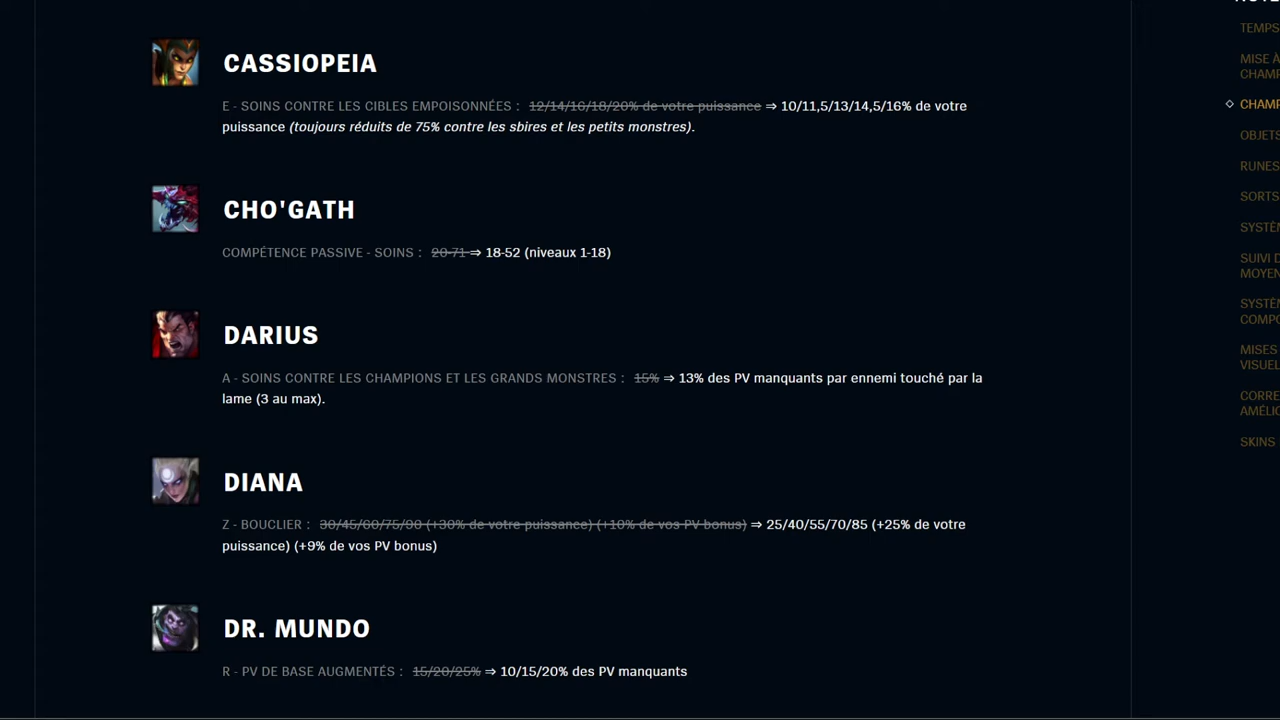 CASSIOPEIA
E - SOINS CONTRE LES CIBLES EMPOISONNÉES : 12/14/16/18/20% de votre puissance ⇒ 10/11,5/13/14,5/16% de votre
puissance (toujours réduits de 75% contre les sbires et les petits monstres).
CHO'GATH
COMPÉTENCE PASSIVE - SOINS : 20-71 ⇒ 18-52 (niveaux 1-18)
DARIUS
A - SOINS CONTRE LES CHAMPIONS ET LES GRANDS MONSTRES : 15% ⇒ 13% des PV manquants par ennemi touché par la
lame (3 au max).
DIANA
Z - BOUCLIER : 30/45/60/75/90 (+30% de votre puissance) (+10% de vos PV bonus) ⇒ 25/40/55/70/85 (+25% de votre
puissance) (+9% de vos PV bonus)
DR. MUNDO
R - PV DE BASE AUGMENTÉS : 15/20/25% ⇒ 10/15/20% des PV manquants
TEMPS
MISE À
CHAMP
CHAMP
OBJETS
RUNES
SORTS
SYSTÈ
SUIVI D
MOYEN
SYSTÈM
COMPO
MISES
VISUEL
CORRE
AMÉLIO
SKINS